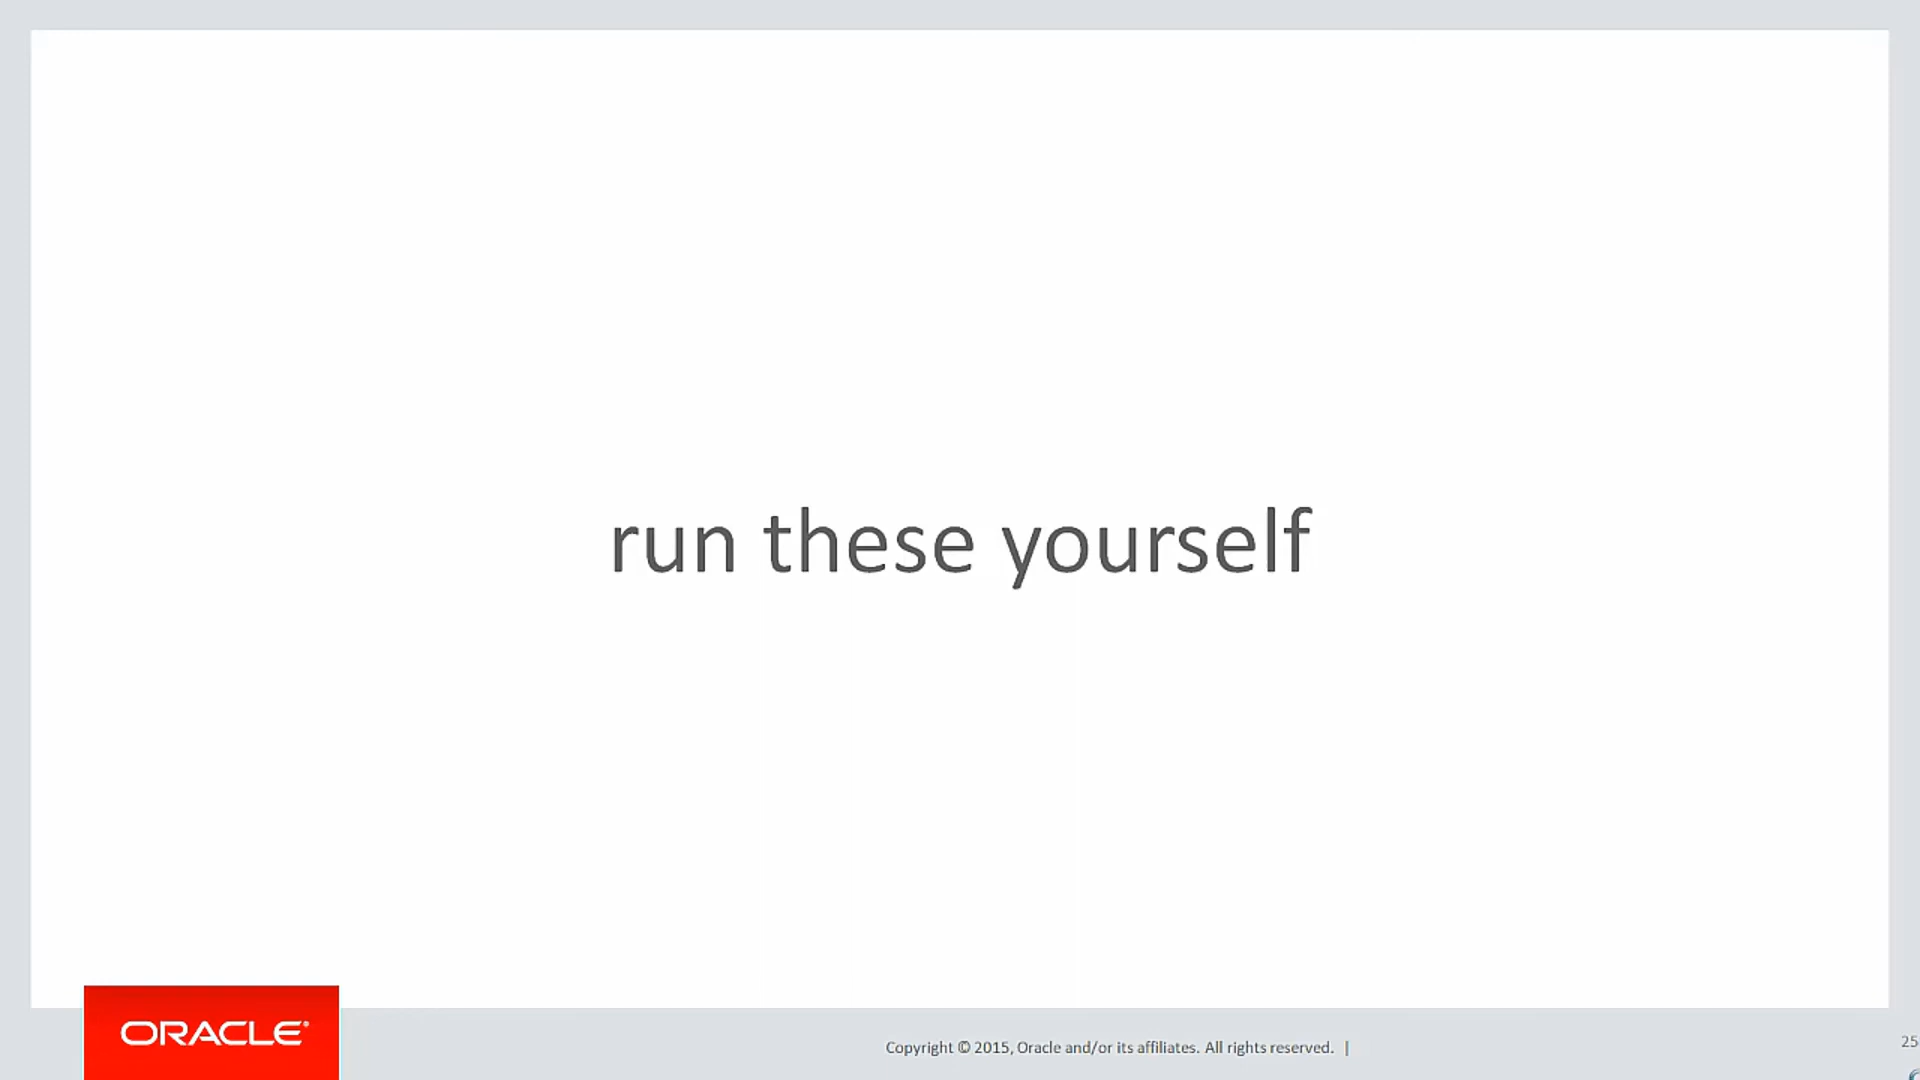 run these yourself
ORACLE®
Copyright © 2015, Oracle and/or its affiliates. All rights reserved. |
25